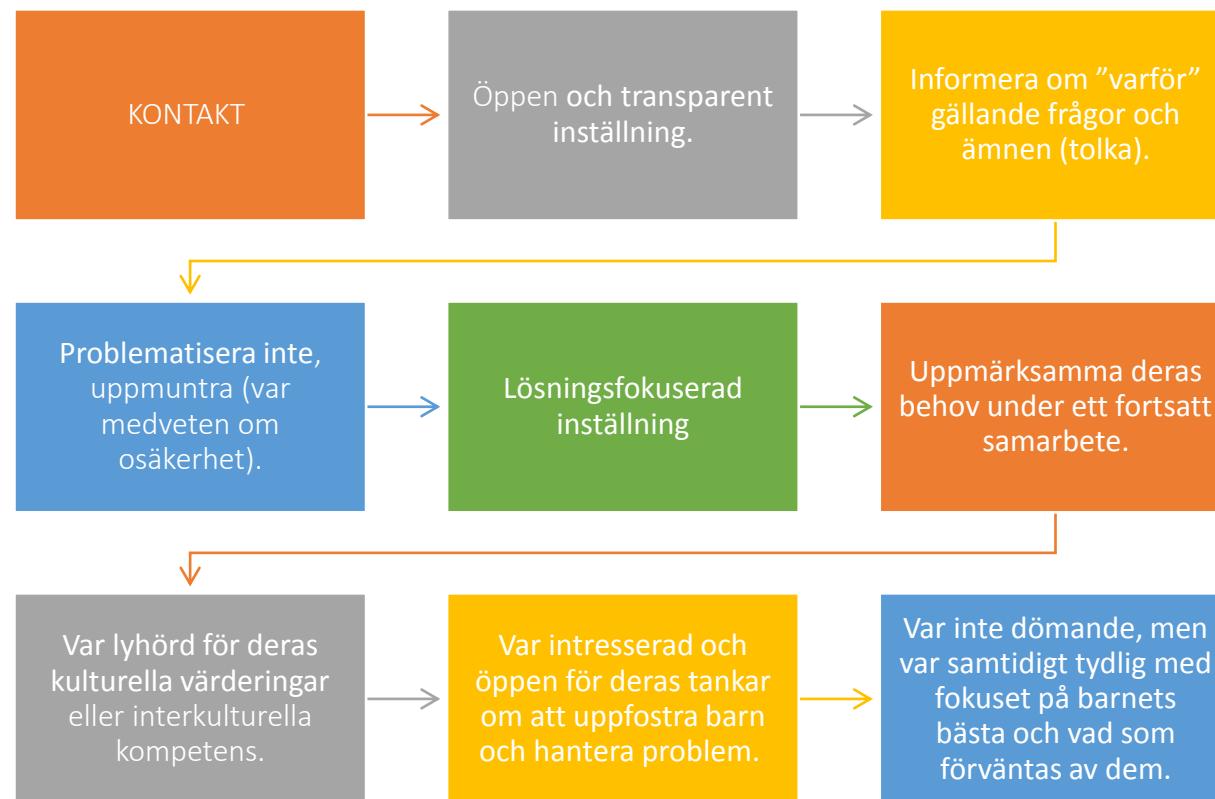 KONTAKT
Öppen och transparent
inställning.
Informera om ”varför”
gällande frågor och
ämnen (tolka).
Problematisera inte,
uppmuntra (var
medveten om
osäkerhet).
Lösningsfokuserad
inställning
Uppmärksamma deras
behov under ett fortsatt
samarbete.
Var lyhörd för deras
kulturella värderingar
eller interkulturella
kompetens.
Var intresserad och
öppen för deras tankar
om att uppfostra barn
och hantera problem.
Var inte dömande, men
var samtidigt tydlig med
fokuset på barnets
bästa och vad som
förväntas av dem.